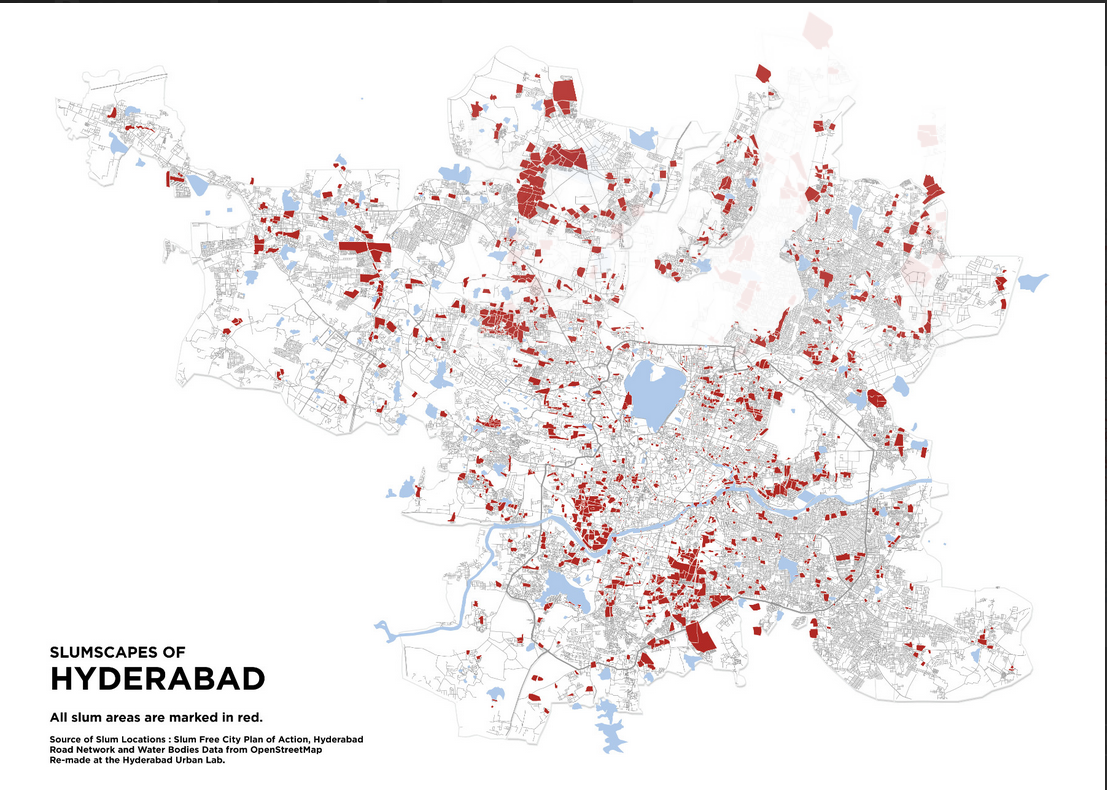 SLUMSCAPES OF
HYDERABAD
All slum areas are marked in red.
Source of Slum Locations : Slum Free City Plan of Action, Hyderabad
Road Network and Water Bodies Data from OpenStreetMap
Re-made at the Hyderabad Urban Lab.